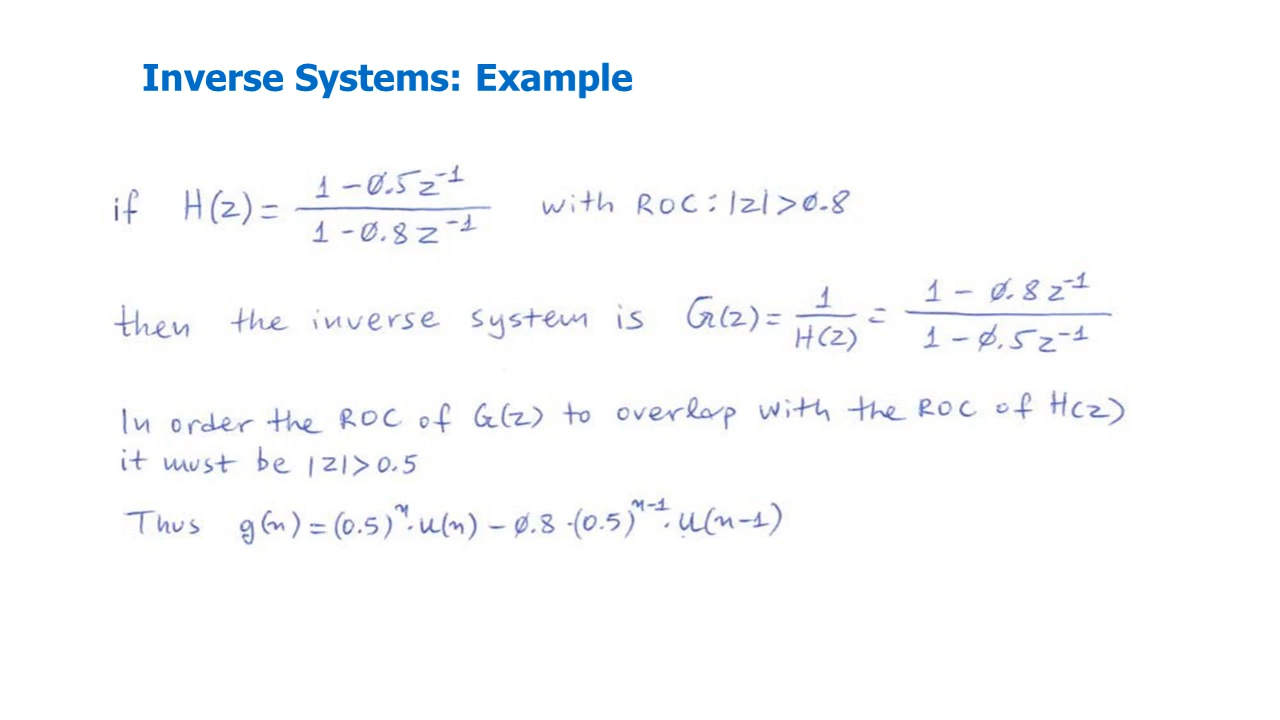 Inverse Systems: Example
if H(z) = (1 - 0.5z^-1) / (1 - 0.8z^-1) with ROC: |z| > 0.8
then the inverse system is G(z) = 1 / H(z) = (1 - 0.8z^-1) / (1 - 0.5z^-1)
In order the ROC of G(z) to overlap with the ROC of H(z)
it must be |z| > 0.5
Thus g(n) = (0.5)^n · u(n) - 0.8 · (0.5)^(n-1) · u(n-1)